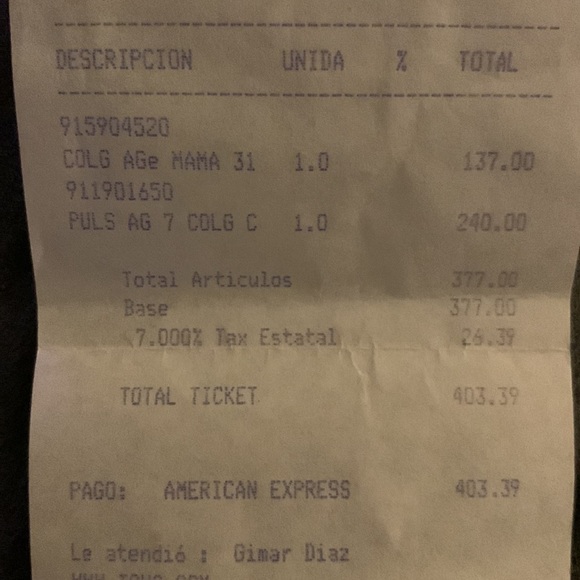 DESCRIPCION UNIDA % TOTAL
915904520
COLG AGe MAMA 31 1.0 137.00
911901650
PULS AG 7 COLG C 1.0 240.00
Total Articulos 377.00
Base 377.00
7.000% Tax Estatal 26.39
TOTAL TICKET 403.39
PAGO: AMERICAN EXPRESS 403.39
Le atendió : Gimar Diaz